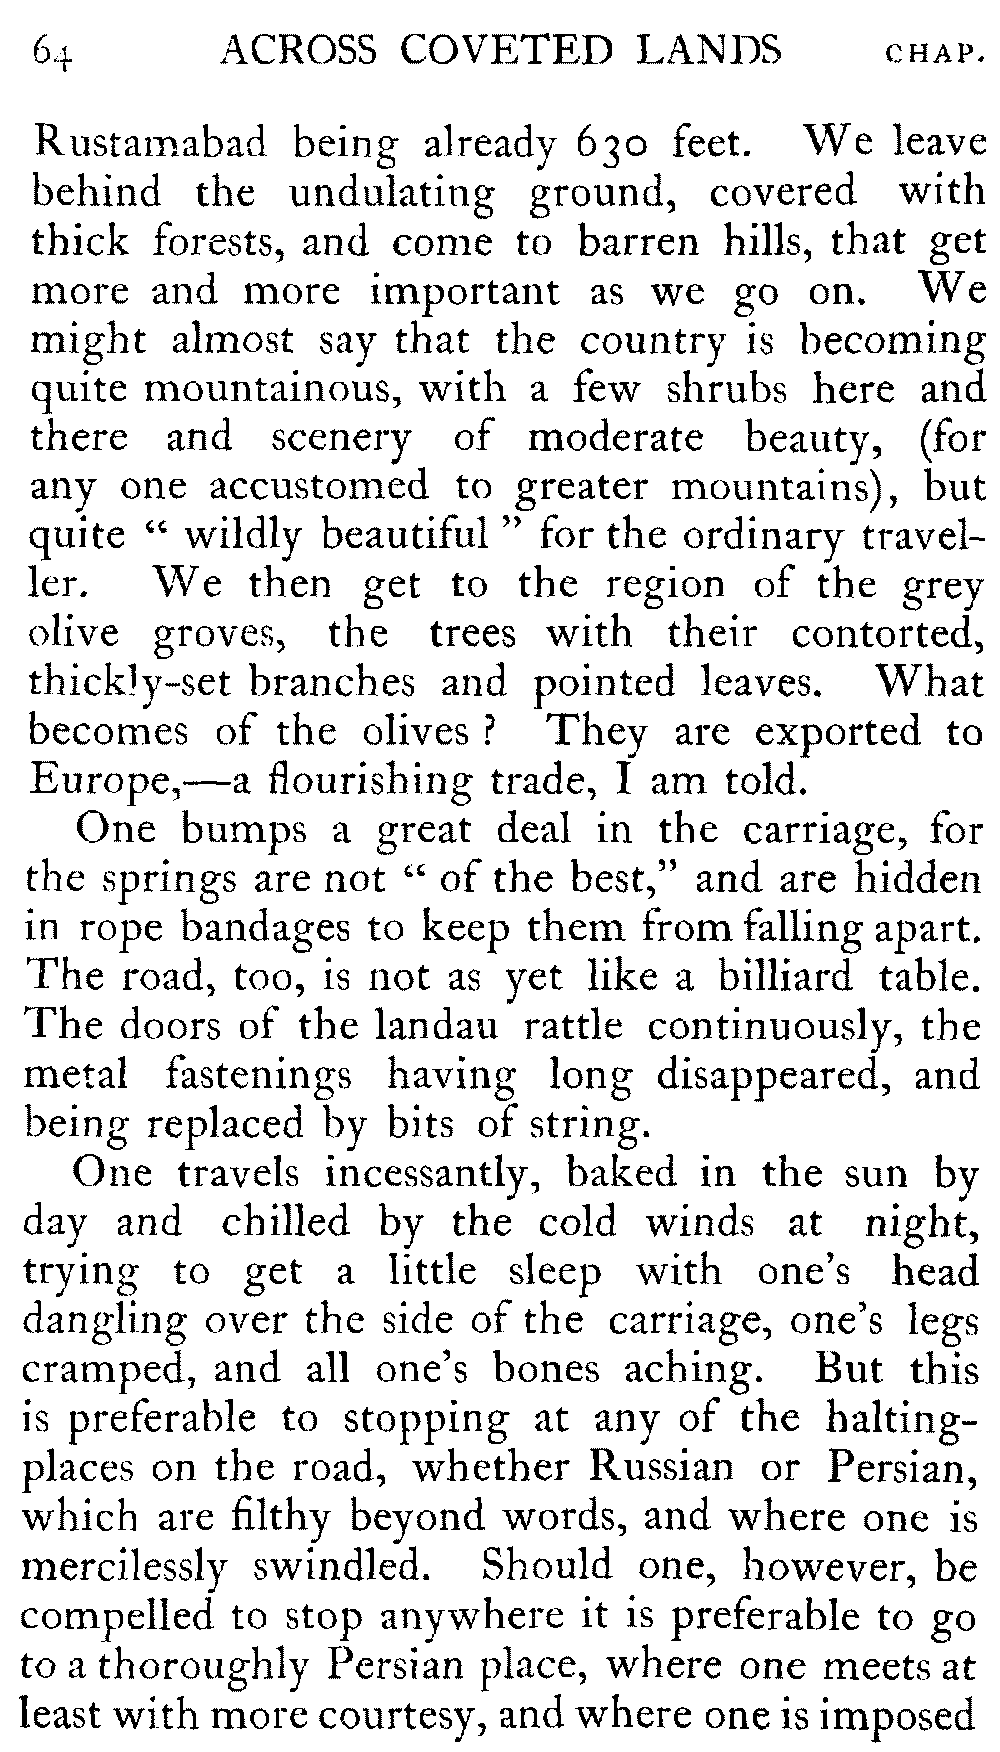 64 ACROSS COVETED LANDS CHAP.
Rustamabad being already 630 feet. We leave
behind the undulating ground, covered with
thick forests, and come to barren hills, that get
more and more important as we go on. We
might almost say that the country is becoming
quite mountainous, with a few shrubs here and
there and scenery of moderate beauty, (for
any one accustomed to greater mountains), but
quite “ wildly beautiful ” for the ordinary travel-
ler. We then get to the region of the grey
olive groves, the trees with their contorted,
thickly-set branches and pointed leaves. What
becomes of the olives ? They are exported to
Europe,—a flourishing trade, I am told.
One bumps a great deal in the carriage, for
the springs are not “ of the best,” and are hidden
in rope bandages to keep them from falling apart.
The road, too, is not as yet like a billiard table.
The doors of the landau rattle continuously, the
metal fastenings having long disappeared, and
being replaced by bits of string.
One travels incessantly, baked in the sun by
day and chilled by the cold winds at night,
trying to get a little sleep with one’s head
dangling over the side of the carriage, one’s legs
cramped, and all one’s bones aching. But this
is preferable to stopping at any of the halting-
places on the road, whether Russian or Persian,
which are filthy beyond words, and where one is
mercilessly swindled. Should one, however, be
compelled to stop anywhere it is preferable to go
to a thoroughly Persian place, where one meets at
least with more courtesy, and where one is imposed